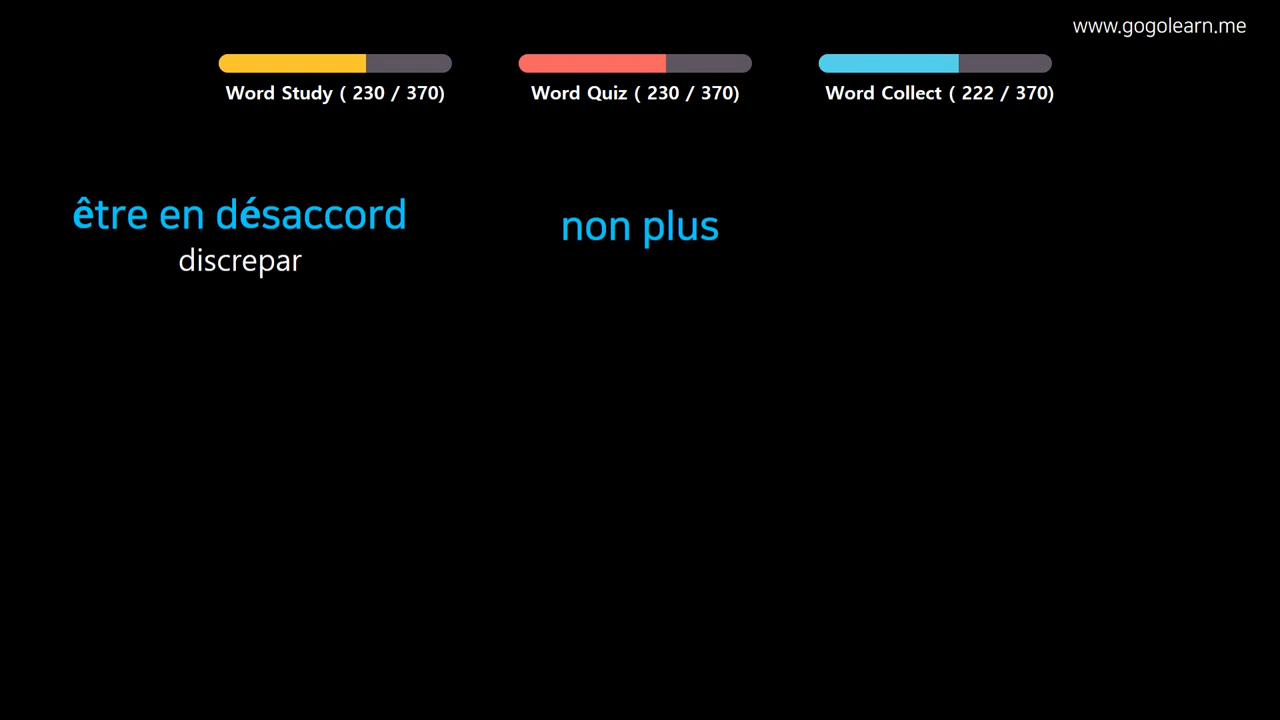 www.gogolearn.me
Word Study ( 230 / 370)
Word Quiz ( 230 / 370)
Word Collect ( 222 / 370)
être en désaccord
discrepar
non plus